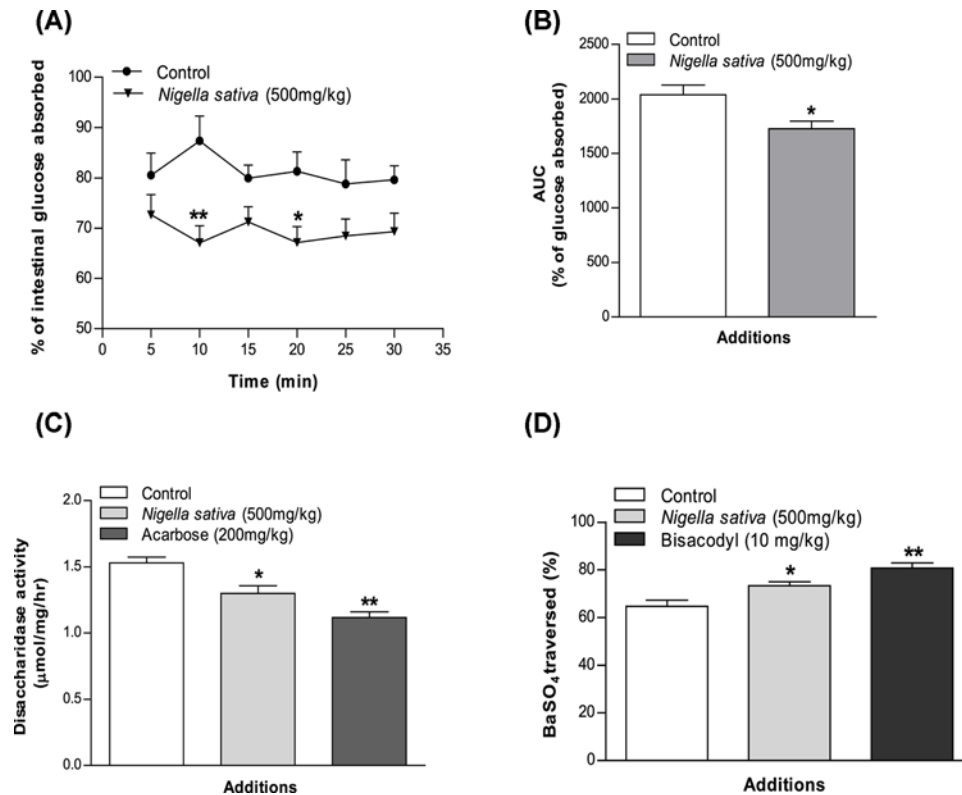 (A)
Control
Nigella sativa (500mg/kg)
% of intestinal glucose absorbed
100
90
80
70
60
50
**
*
0
5
10
15
20
25
30
35
Time (min)
(B)
Control
Nigella sativa (500mg/kg)
AUC
(% of glucose absorbed)
2500
2000
1500
1000
500
0
*
Additions
(C)
Control
Nigella sativa (500mg/kg)
Acarbose (200mg/kg)
Disaccharidase activity
(μmol/mg/hr)
2.0
1.5
1.0
0.5
0.0
*
**
Additions
(D)
Control
Nigella sativa (500mg/kg)
Bisacodyl (10 mg/kg)
BaSO4 traversed (%)
100
80
60
40
20
0
*
**
Additions